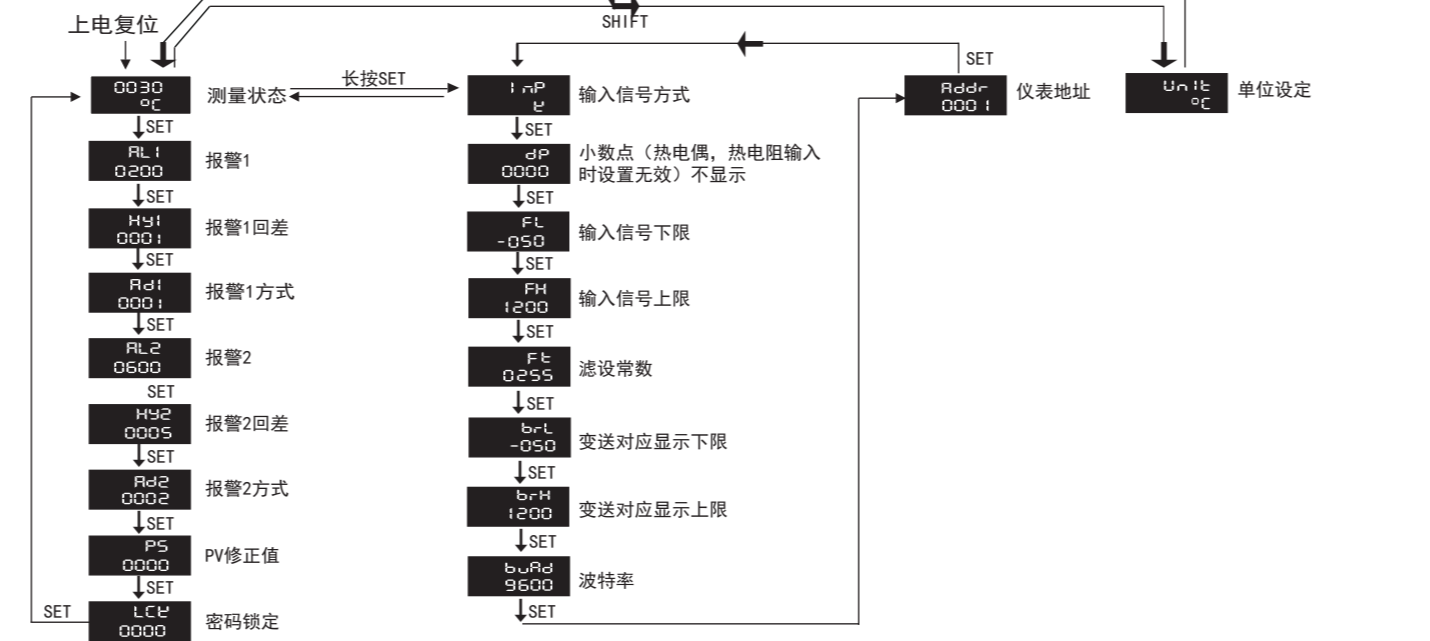 SHIFT
上电复位
0030
°C
测量状态
长按SET
SET
AL1
0200
报警1
SET
Hy1
0001
报警1回差
SET
Ad1
0001
报警1方式
SET
AL2
0600
报警2
SET
Hy2
0005
报警2回差
SET
Ad2
0002
报警2方式
SET
PS
0000
PV修正值
SET
LCK
0000
密码锁定
SET
InP
K
输入信号方式
SET
dP
0000
小数点（热电偶，热电阻输入
时设置无效）不显示
SET
FL
-050
输入信号下限
SET
FH
1200
输入信号上限
SET
Ft
0255
滤设常数
SET
brL
-050
变送对应显示下限
SET
brH
1200
变送对应显示上限
SET
buAd
9600
波特率
SET
Addr
0001
仪表地址
SET
Unit
°C
单位设定